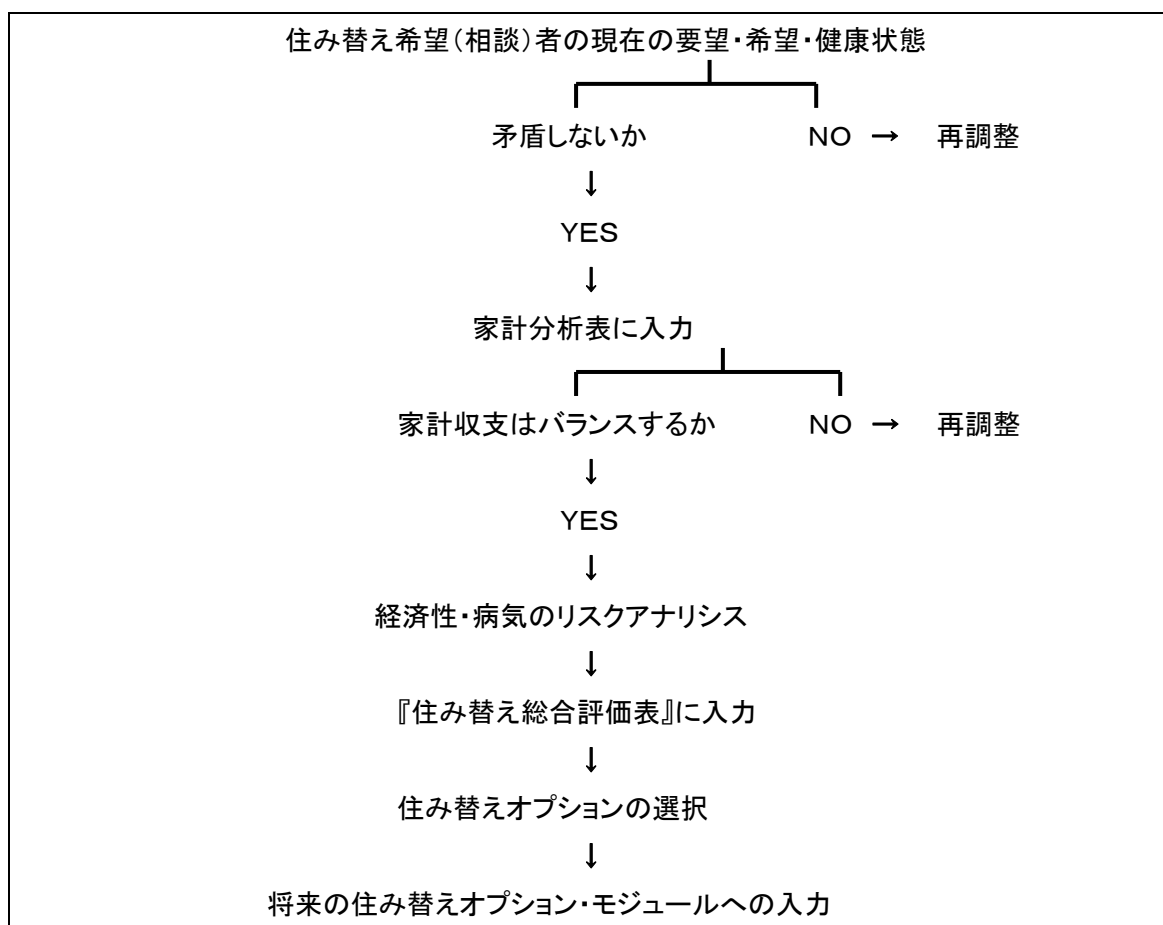 住み替え希望(相談)者の現在の要望・希望・健康状態
矛盾しないか NO → 再調整
↓
YES
↓
家計分析表に入力
家計収支はバランスするか NO → 再調整
↓
YES
↓
経済性・病気のリスクアナリシス
↓
『住み替え総合評価表』に入力
↓
住み替えオプションの選択
↓
将来の住み替えオプション・モジュールへの入力